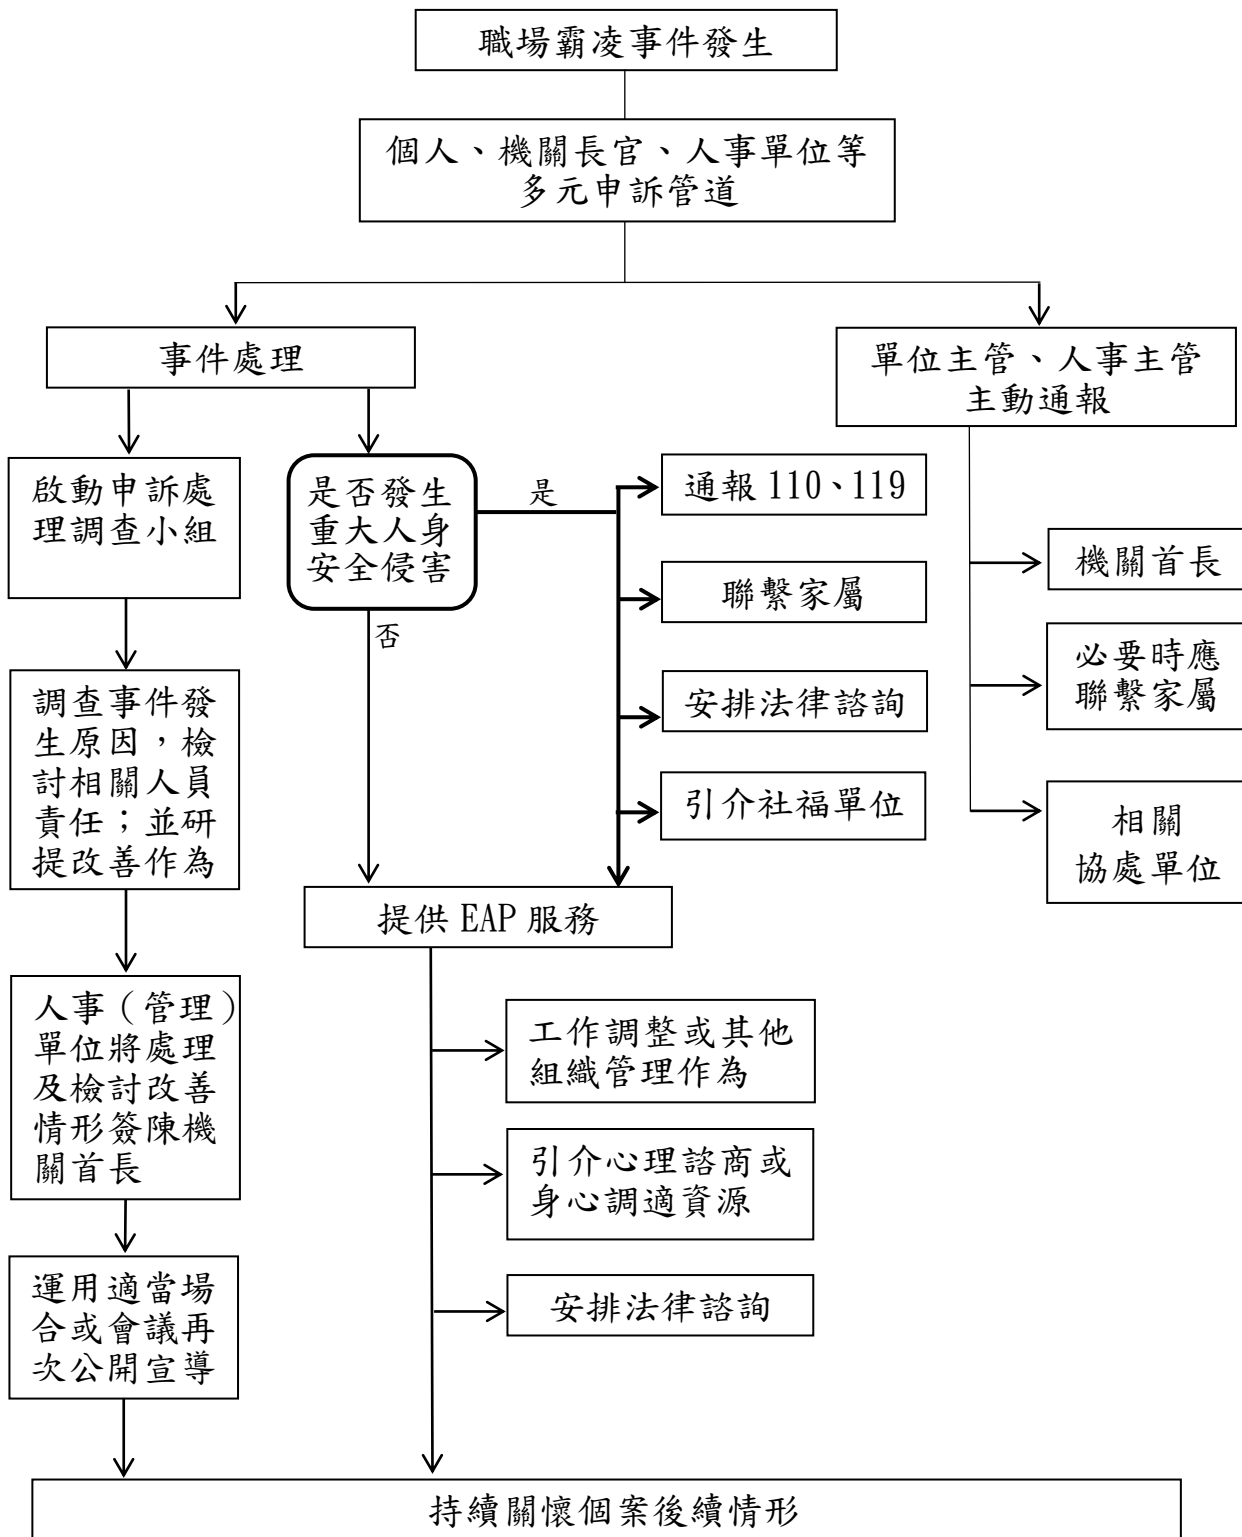 職場霸凌事件發生
個人、機關長官、人事單位等
多元申訴管道
事件處理
單位主管、人事主管
主動通報
啟動申訴處
理調查小組
是否發生
重大人身
安全侵害
是
否
通報 110、119
聯繫家屬
安排法律諮詢
引介社福單位
機關首長
必要時應
聯繫家屬
相關
協處單位
調查事件發
生原因，檢
討相關人員
責任；並研
提改善作為
提供 EAP 服務
人事（管理）
單位將處理
及檢討改善
情形簽陳機
關首長
工作調整或其他
組織管理作為
引介心理諮商或
身心調適資源
安排法律諮詢
運用適當場
合或會議再
次公開宣導
持續關懷個案後續情形